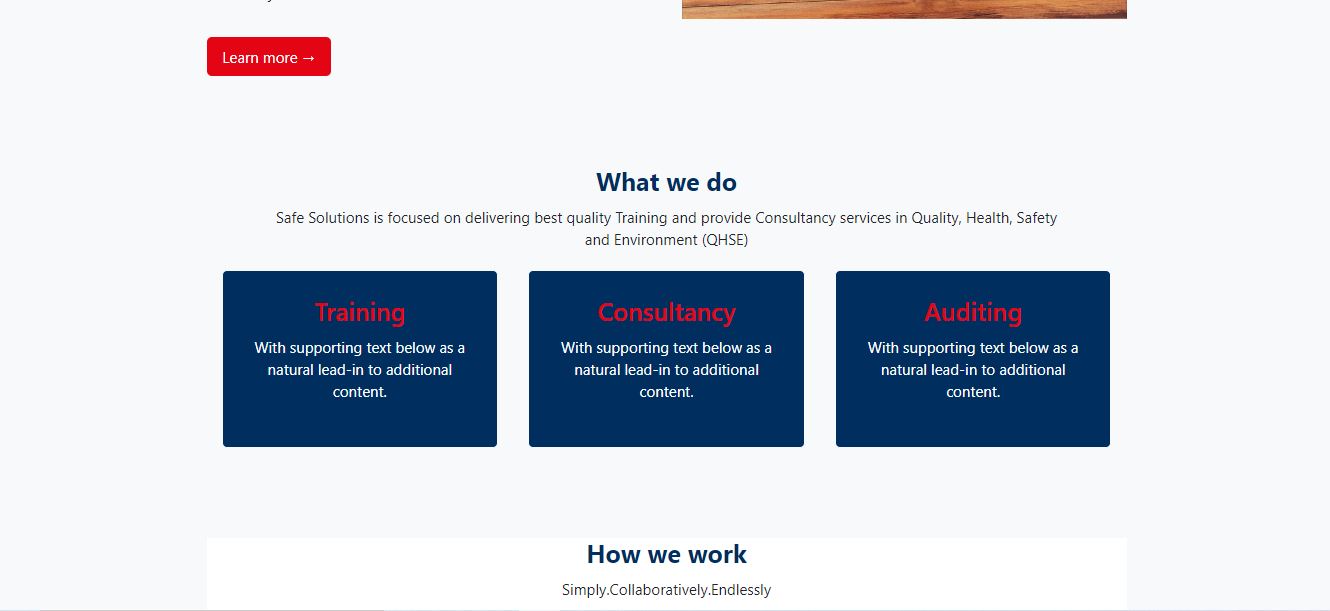 Learn more →
What we do
Safe Solutions is focused on delivering best quality Training and provide Consultancy services in Quality, Health, Safety
and Environment (QHSE)
Training
With supporting text below as a
natural lead-in to additional
content.
Consultancy
With supporting text below as a
natural lead-in to additional
content.
Auditing
With supporting text below as a
natural lead-in to additional
content.
How we work
Simply.Collaboratively.Endlessly